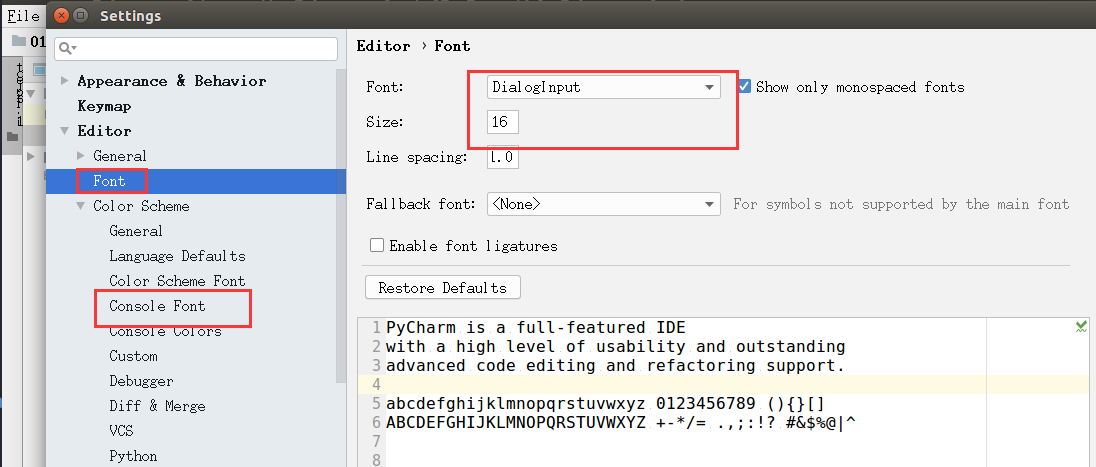 File
Settings
01
Appearance & Behavior
Keymap
Editor
General
Font
Color Scheme
General
Language Defaults
Color Scheme Font
Console Font
Console Colors
Custom
Debugger
Diff & Merge
VCS
Python
Editor › Font
Font: DialogInput Show only monospaced fonts
Size: 16
Line spacing: 1.0
Fallback font: <None> For symbols not supported by the main font
Enable font ligatures
Restore Defaults
1 PyCharm is a full-featured IDE
2 with a high level of usability and outstanding
3 advanced code editing and refactoring support.
4
5 abcdefghijklmnopqrstuvwxyz 0123456789 (){}[]
6 ABCDEFGHIJKLMNOPQRSTUVWXYZ +-*/= .,;:!? #&$%@|^
7
8